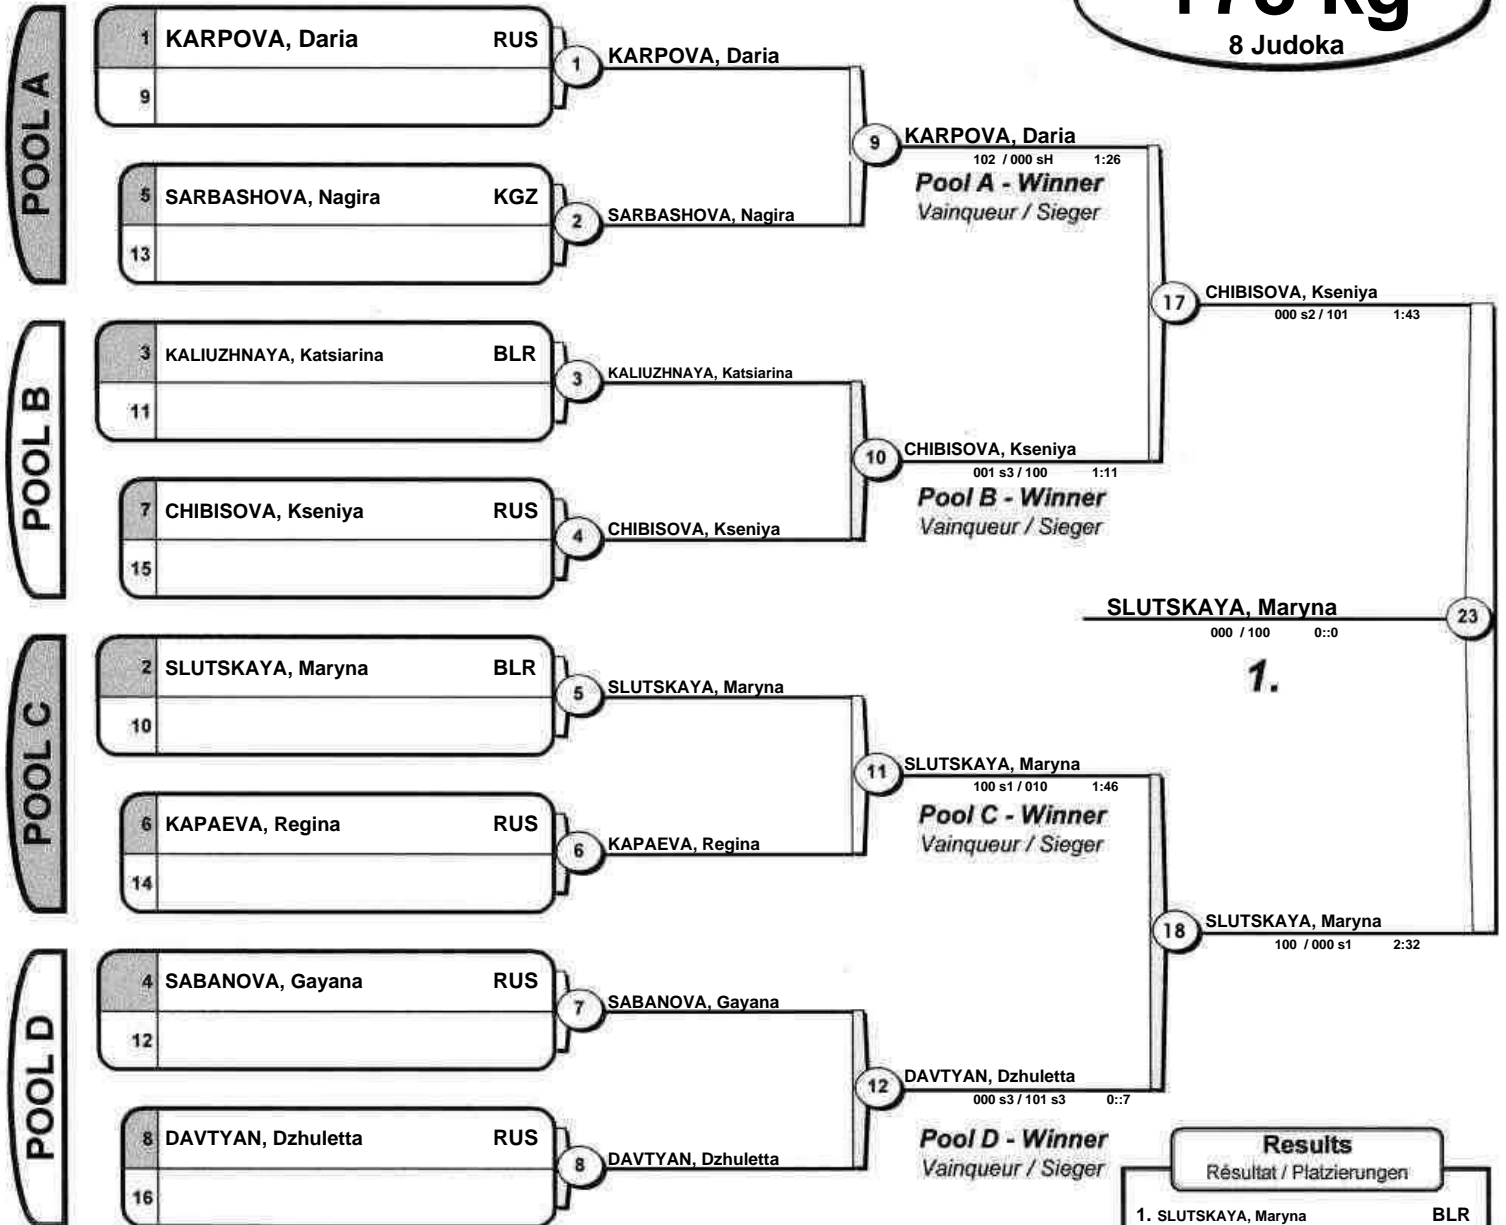 +78 kg
8 Judoka
POOL A
1 KARPOVA, Daria RUS
9
1
KARPOVA, Daria
5 SARBASHOVA, Nagira KGZ
13
2
SARBASHOVA, Nagira
9
KARPOVA, Daria
102 / 000 sH 1:26
Pool A - Winner
Vainqueur / Sieger
POOL B
3 KALIUZHNAYA, Katsiarina BLR
11
3
KALIUZHNAYA, Katsiarina
7 CHIBISOVA, Kseniya RUS
15
4
CHIBISOVA, Kseniya
10
CHIBISOVA, Kseniya
001 s3 / 100 1:11
Pool B - Winner
Vainqueur / Sieger
17
CHIBISOVA, Kseniya
000 s2 / 101 1:43
SLUTSKAYA, Maryna
000 / 100 0::0
23
1.
POOL C
2 SLUTSKAYA, Maryna BLR
10
5
SLUTSKAYA, Maryna
6 KAPAEVA, Regina RUS
14
6
KAPAEVA, Regina
11
SLUTSKAYA, Maryna
100 s1 / 010 1:46
Pool C - Winner
Vainqueur / Sieger
18
SLUTSKAYA, Maryna
100 / 000 s1 2:32
POOL D
4 SABANOVA, Gayana RUS
12
7
SABANOVA, Gayana
8 DAVTYAN, Dzhuletta RUS
16
8
DAVTYAN, Dzhuletta
12
DAVTYAN, Dzhuletta
000 s3 / 101 s3 0::7
Pool D - Winner
Vainqueur / Sieger
Results
Résultat / Platzierungen
1. SLUTSKAYA, Maryna BLR